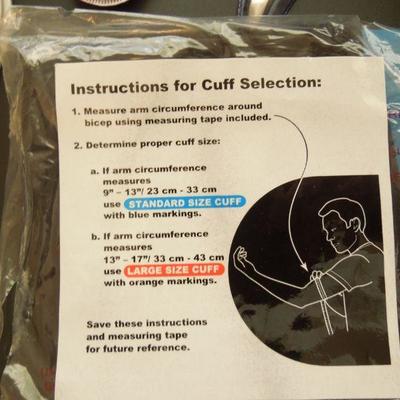 Instructions for Cuff Selection:
1. Measure arm circumference around
bicep using measuring tape included.
2. Determine proper cuff size:
a. If arm circumference
measures
9” – 13”/ 23 cm - 33 cm
use STANDARD SIZE CUFF
with blue markings.
b. If arm circumference
measures
13” – 17”/ 33 cm - 43 cm
use LARGE SIZE CUFF
with orange markings.
Save these instructions
and measuring tape
for future reference.